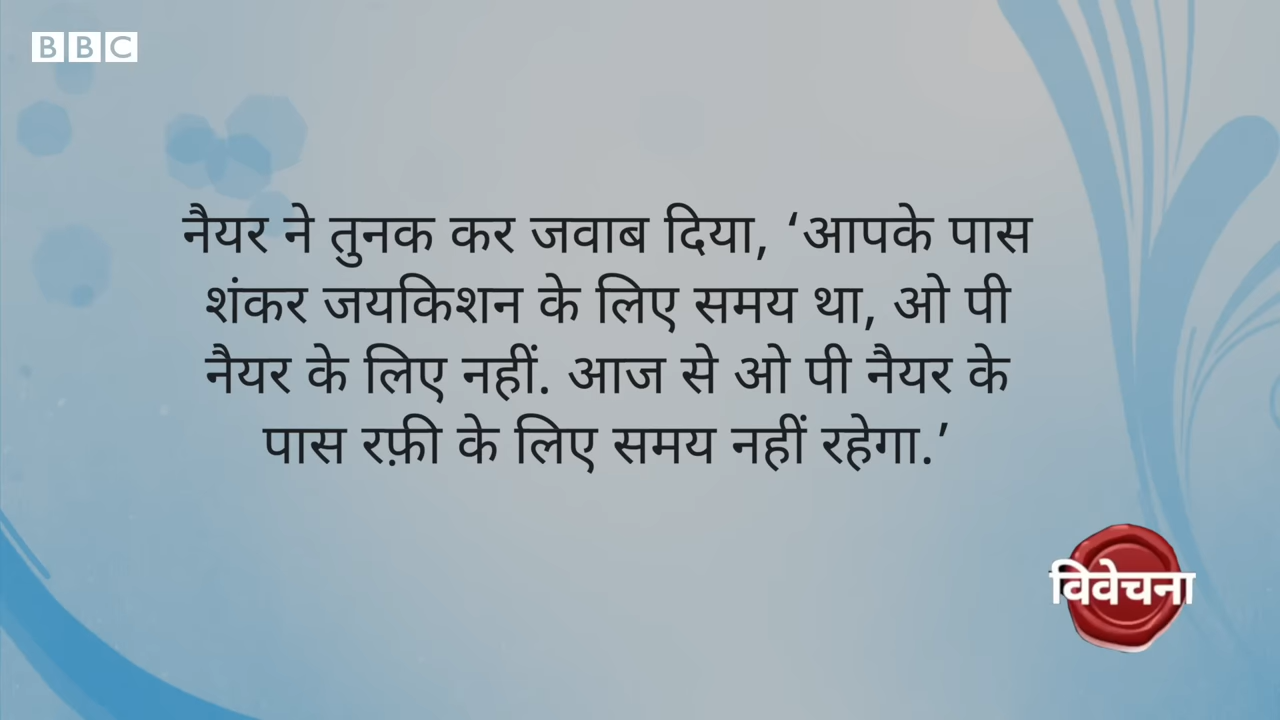 BBC
नैयर ने तुनक कर जवाब दिया, ‘आपके पास
शंकर जयकिशन के लिए समय था, ओ पी
नैयर के लिए नहीं. आज से ओ पी नैयर के
पास रफ़ी के लिए समय नहीं रहेगा.’
विवेचना